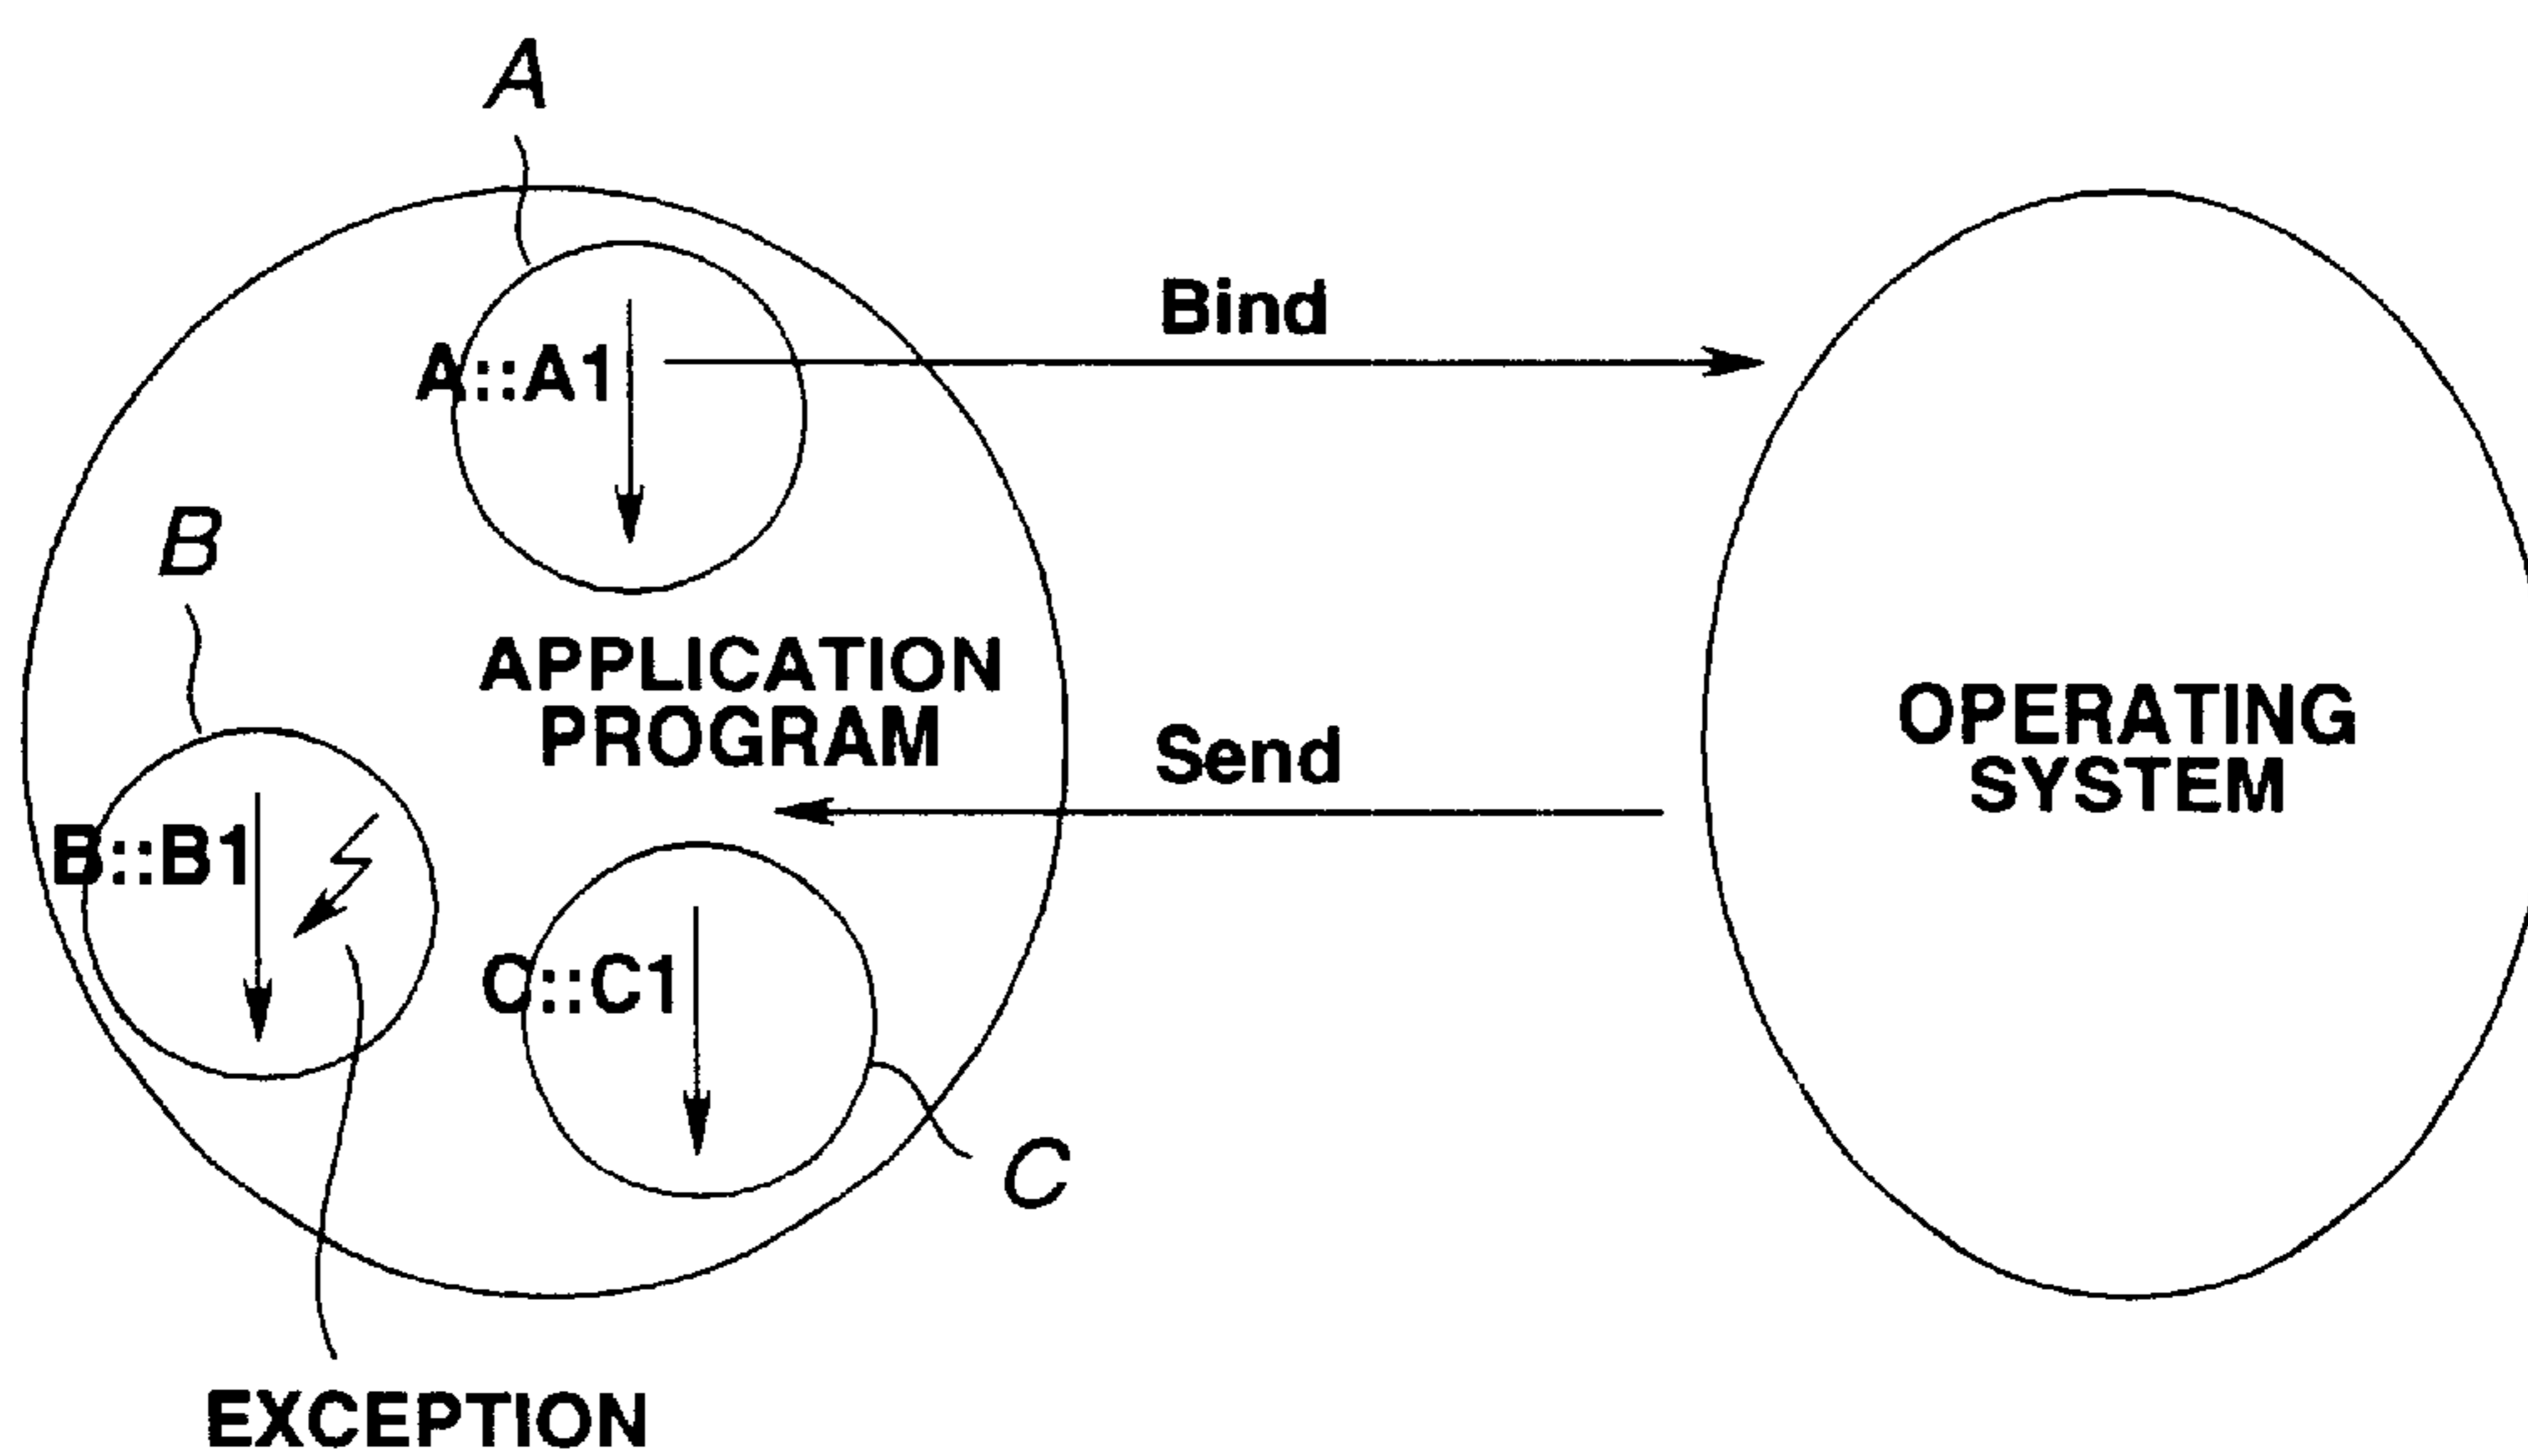 A
Bind
A::A1
B
APPLICATION
PROGRAM
Send
OPERATING
SYSTEM
B::B1
C::C1
C
EXCEPTION